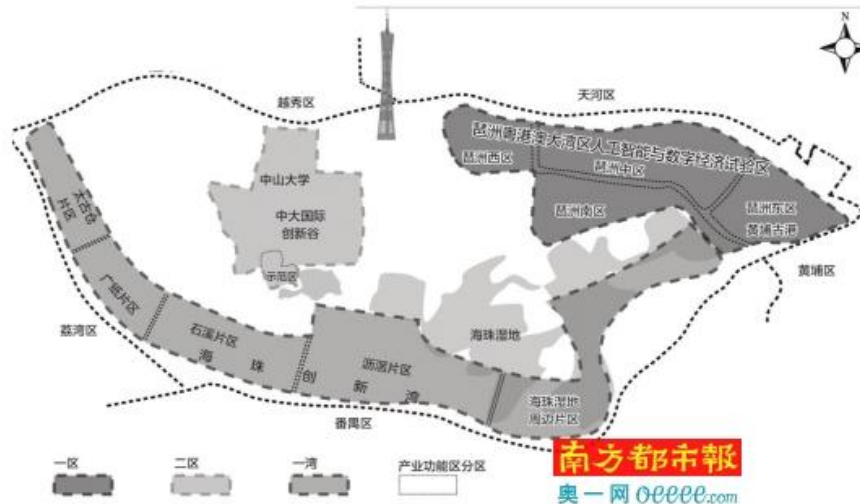 N
越秀区
天河区
琶洲粤港澳大湾区人工智能与数字经济试验区
琶洲西区
琶洲中区
中山大学
琶洲南区
琶洲东区
黄埔古港
太古仓
片区
中大国际
创新谷
示范区
黄埔区
广纸片区
荔湾区
石溪片区
海珠湿地
沥滘片区
海珠创新湾
海珠湿地
周边片区
番禺区
一区
二区
一湾
产业功能区分区
南方都市報
奥一网 oeeee.com